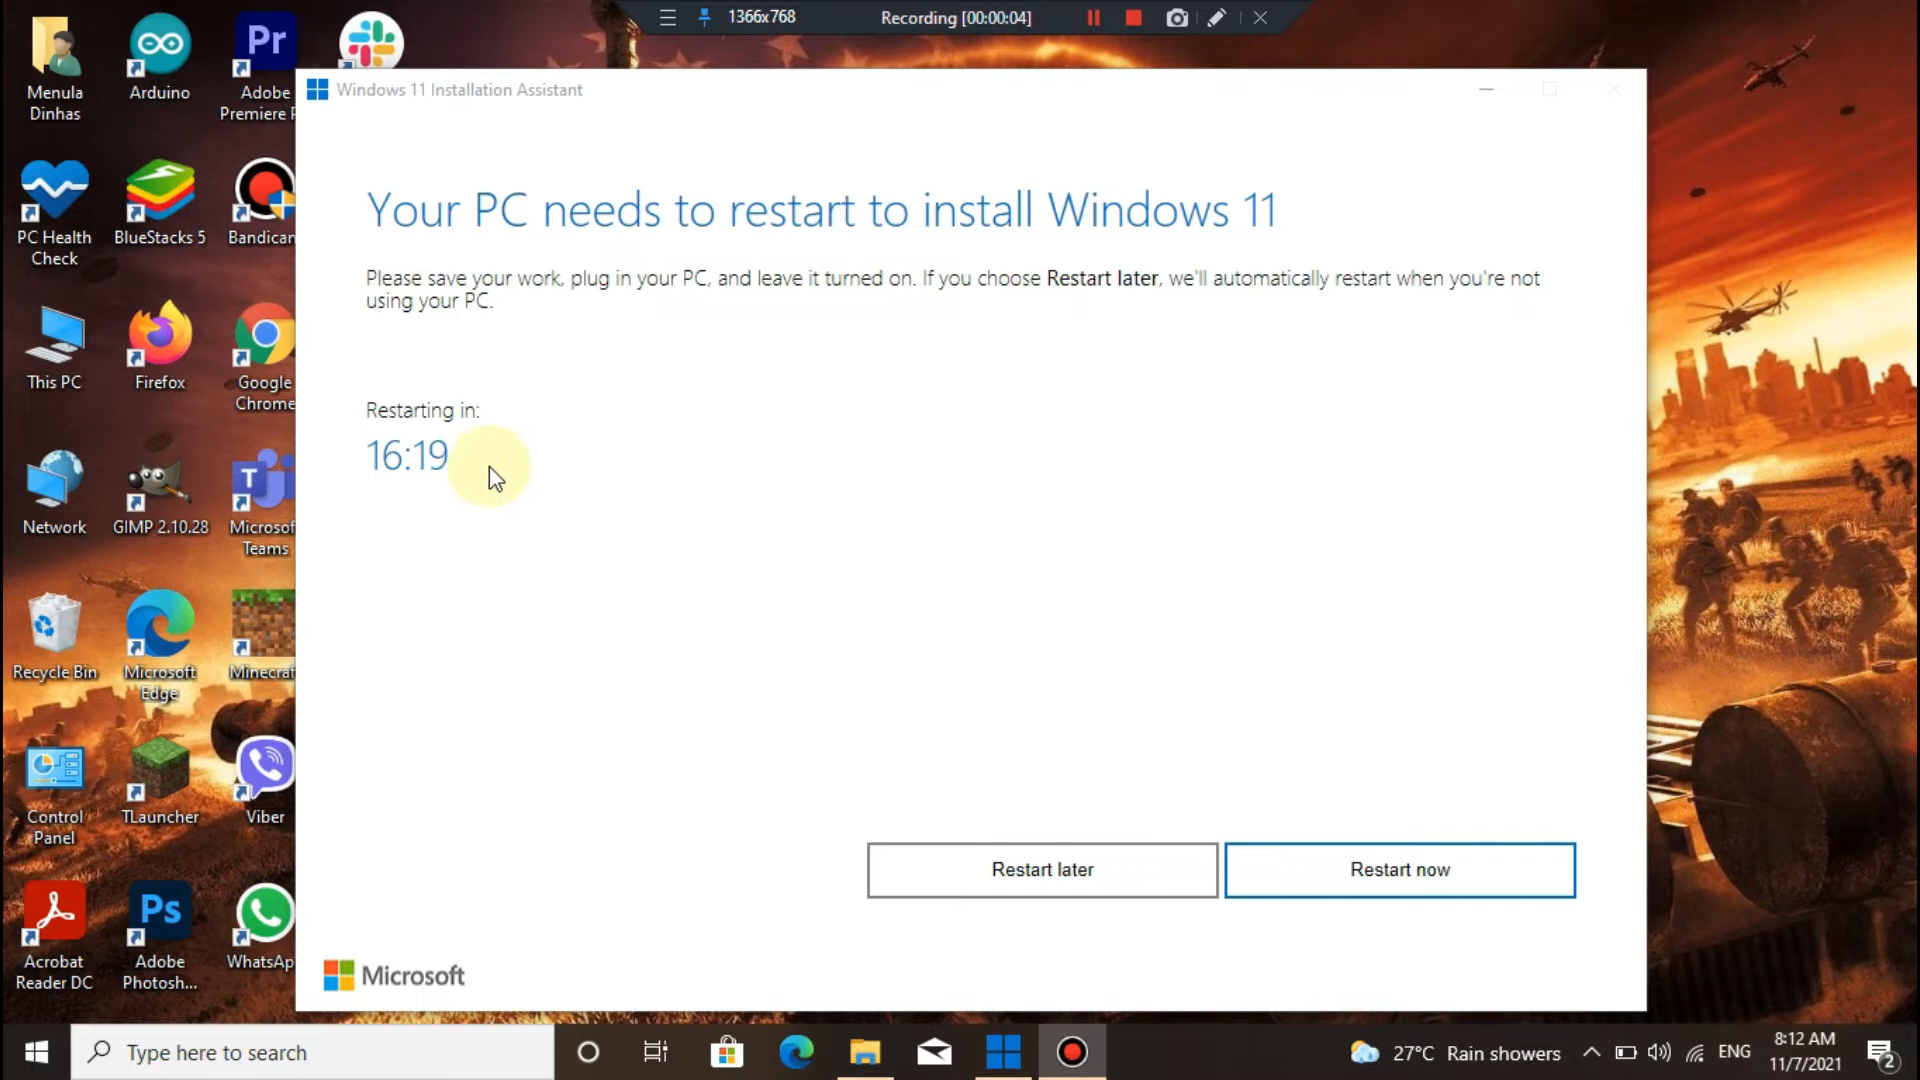 1366x768
Recording [00:00:04]
Menula
Dinhas
Arduino
Pr
Adobe
Premiere P
Windows 11 Installation Assistant
Your PC needs to restart to install Windows 11
Please save your work, plug in your PC, and leave it turned on. If you choose Restart later, we'll automatically restart when you're not
using your PC.
Restarting in:
16:19
Restart later
Restart now
Microsoft
PC Health
Check
BlueStacks 5
Bandican
This PC
Firefox
Google
Chrome
Network
GIMP 2.10.28
T
Microsof
Teams
Recycle Bin
Microsoft
Edge
Minecraf
Control
Panel
TLauncher
Viber
Acrobat
Reader DC
Ps
Adobe
Photosh...
WhatsAp
Type here to search
27°C Rain showers
ENG
8:12 AM
11/7/2021
2